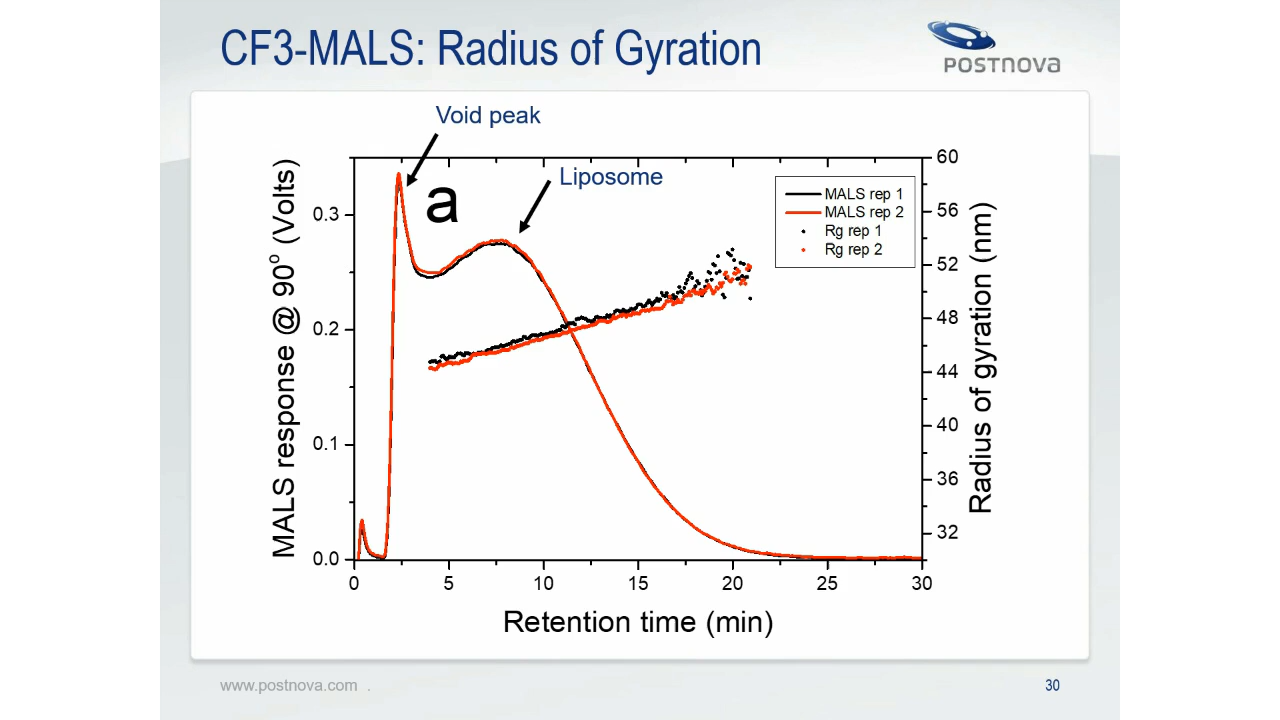 CF3-MALS: Radius of Gyration
POSTNOVA
Void peak
Liposome
a
MALS rep 1
MALS rep 2
Rg rep 1
Rg rep 2
MALS response @ 90° (Volts)
0.3
0.2
0.1
0.0
60
56
52
48
44
40
36
32
Radius of gyration (nm)
0 5 10 15 20 25 30
Retention time (min)
www.postnova.com .
30